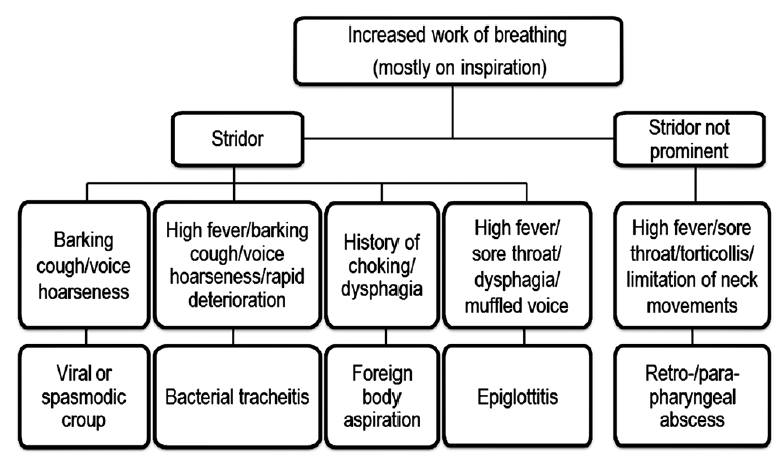 Increased work of breathing
(mostly on inspiration)
Stridor
Stridor not
prominent
Barking
cough/voice
hoarseness
High fever/barking
cough/voice
hoarseness/rapid
deterioration
History of
choking/
dysphagia
High fever/
sore throat/
dysphagia/
muffled voice
High fever/sore
throat/torticollis/
limitation of neck
movements
Viral or
spasmodic
croup
Bacterial tracheitis
Foreign
body
aspiration
Epiglottitis
Retro-/para-
pharyngeal
abscess